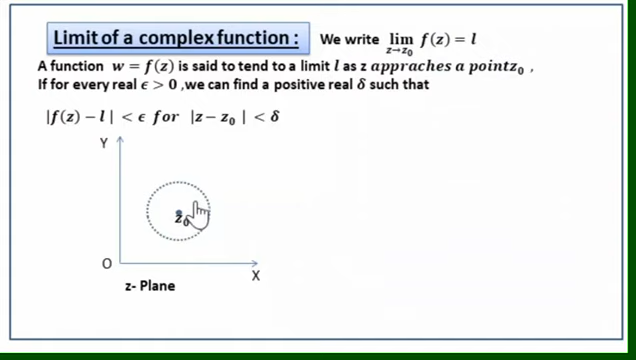 Limit of a complex function : We write lim f(z) = l
z→z₀
A function w = f(z) is said to tend to a limit l as z appraches a pointz₀ ,
If for every real ϵ > 0 ,we can find a positive real δ such that
|f(z) – l | < ϵ for |z – z₀ | < δ
Y
z₀
O
X
z- Plane